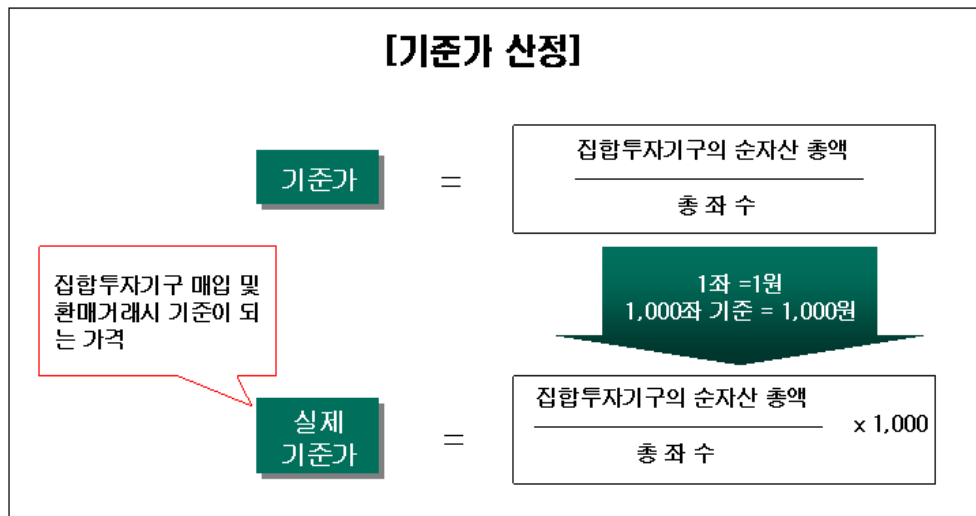 [기준가 산정]
기준가
=
집합투자기구의 순자산 총액
총 좌 수
집합투자기구 매입 및
환매거래시 기준이 되
는 가격
1좌 =1원
1,000좌 기준 = 1,000원
실제
기준가
=
집합투자기구의 순자산 총액
x 1,000
총 좌 수